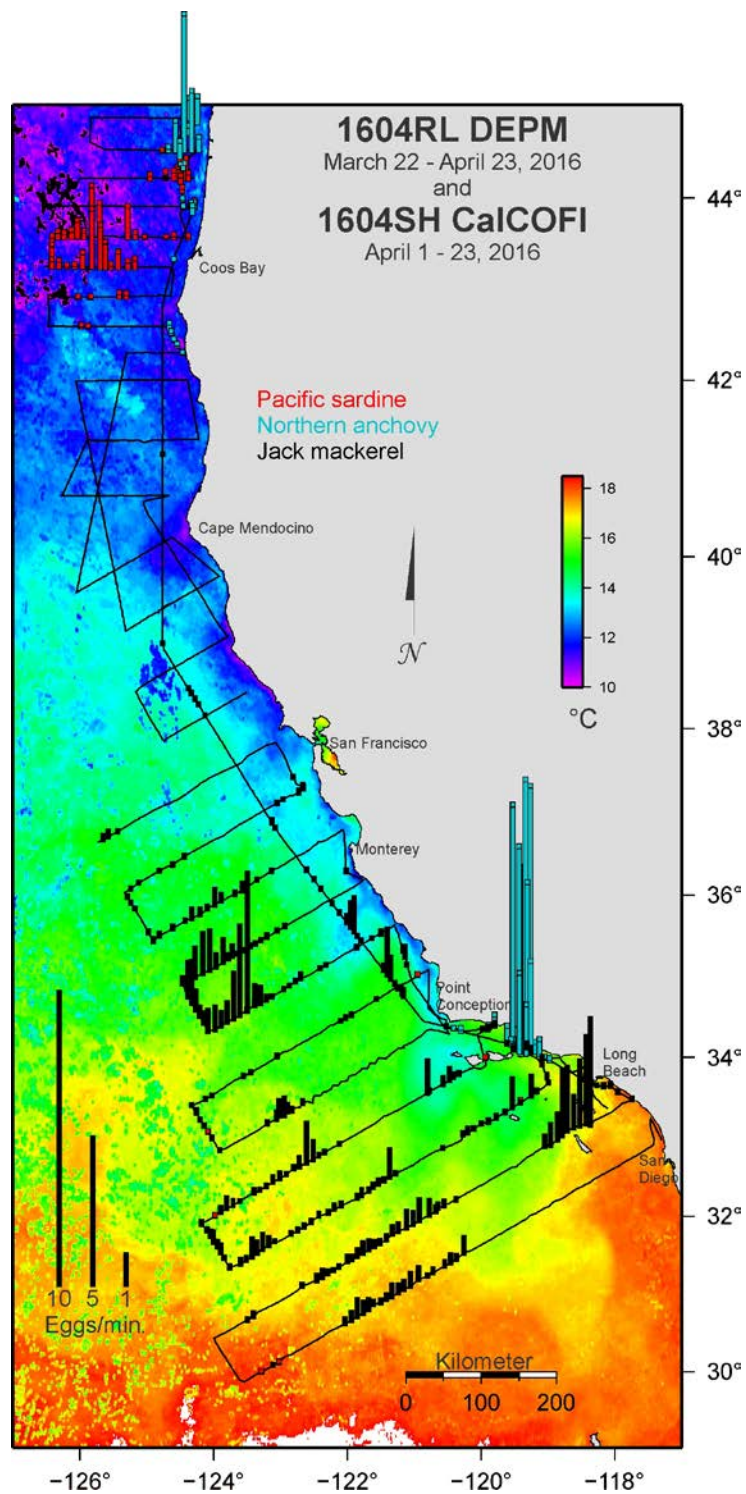 1604RL DEPM
March 22 - April 23, 2016
and
1604SH CalCOFI
April 1 - 23, 2016
44°
Coos Bay
42°
Pacific sardine
Northern anchovy
Jack mackerel
18
16
14
12
10
°C
Cape Mendocino
40°
N
38°
San Francisco
Monterey
36°
Point
Conception
34°
Long
Beach
San
Diego
32°
10 5 1
Eggs/min.
Kilometer
0 100 200
30°
−126° −124° −122° −120° −118°